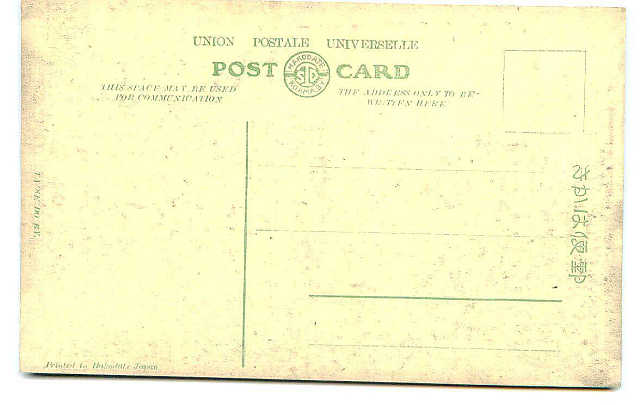 UNION POSTALE UNIVERSELLE
POST CARD
HAKODATE
THIS SPACE MAY BE USED
FOR COMMUNICATION
THE ADDRESS ONLY TO BE-
WRITTEN HERE
郵便はかき
Printed in Hakodate Japan